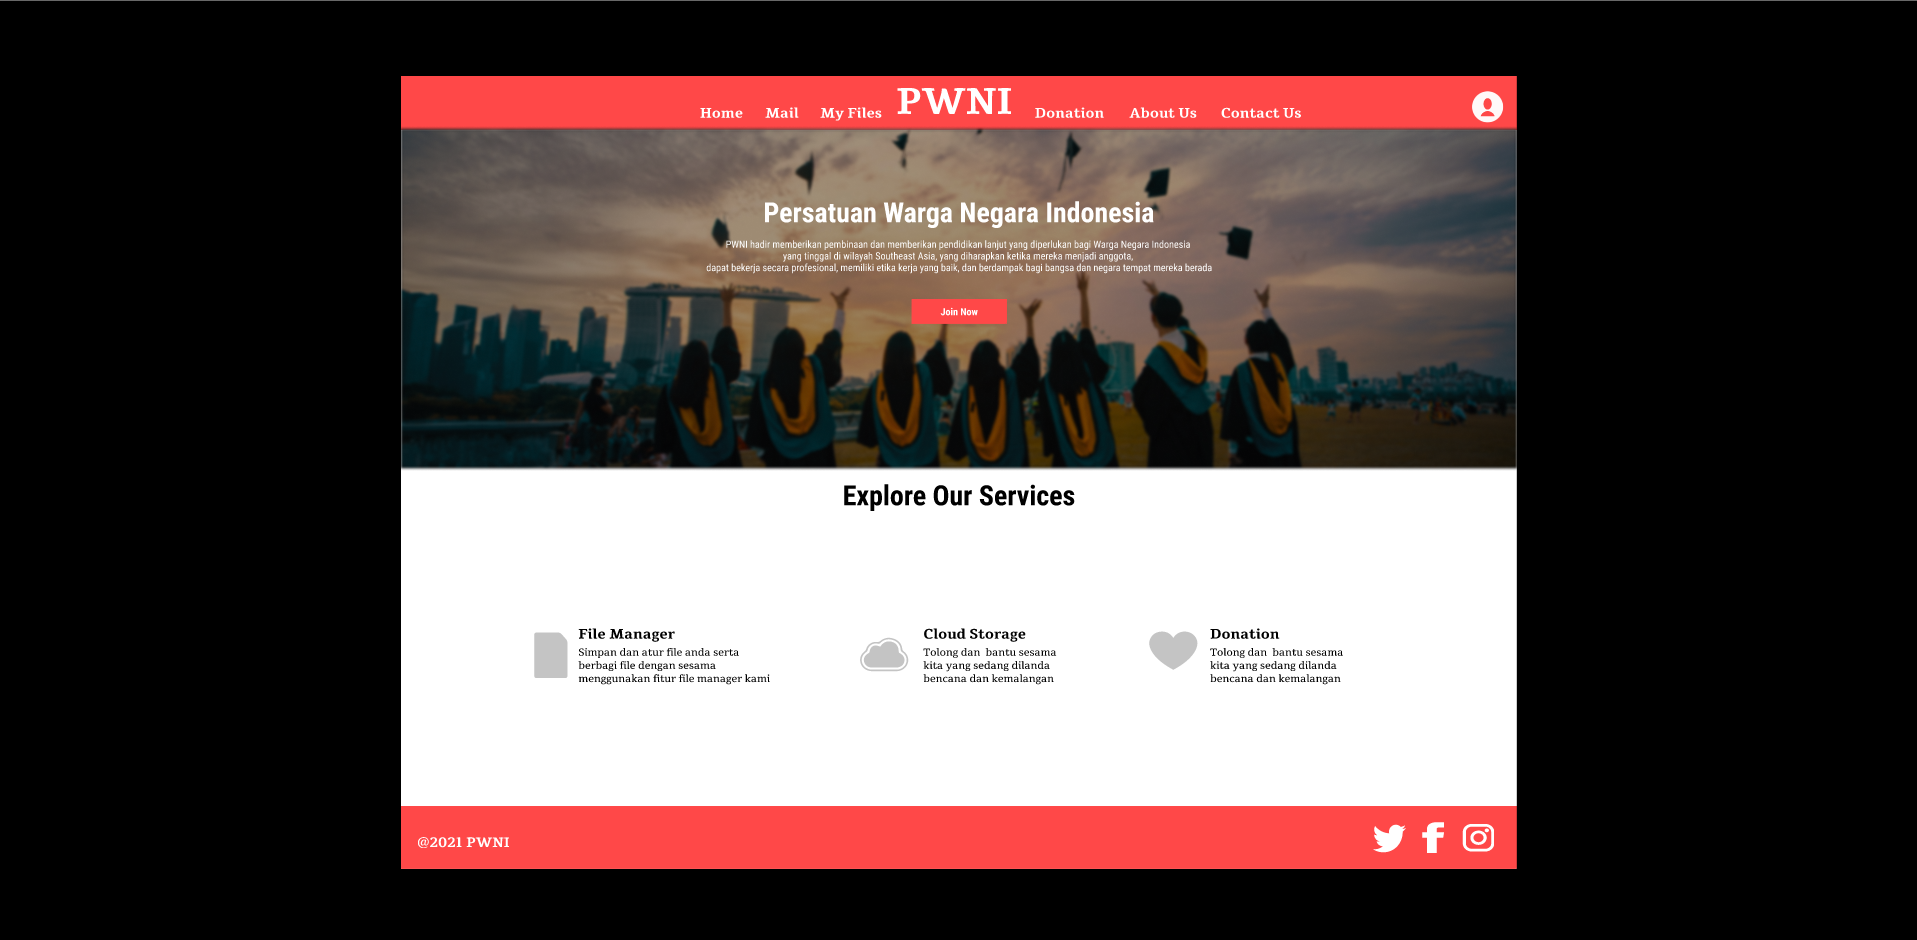 Home Mail My Files PWNI Donation About Us Contact Us
Persatuan Warga Negara Indonesia
PWNI hadir memberikan pembinaan dan memberikan pendidikan lanjut yang diperlukan bagi Warga Negara Indonesia
yang tinggal di wilayah Southeast Asia, yang diharapkan ketika mereka menjadi anggota,
dapat bekerja secara profesional, memiliki etika kerja yang baik, dan berdampak bagi bangsa dan negara tempat mereka berada
Join Now
Explore Our Services
File Manager
Simpan dan atur file anda serta
berbagi file dengan sesama
menggunakan fitur file manager kami
Cloud Storage
Tolong dan  bantu sesama
kita yang sedang dilanda
bencana dan kemalangan
Donation
Tolong dan  bantu sesama
kita yang sedang dilanda
bencana dan kemalangan
@2021 PWNI